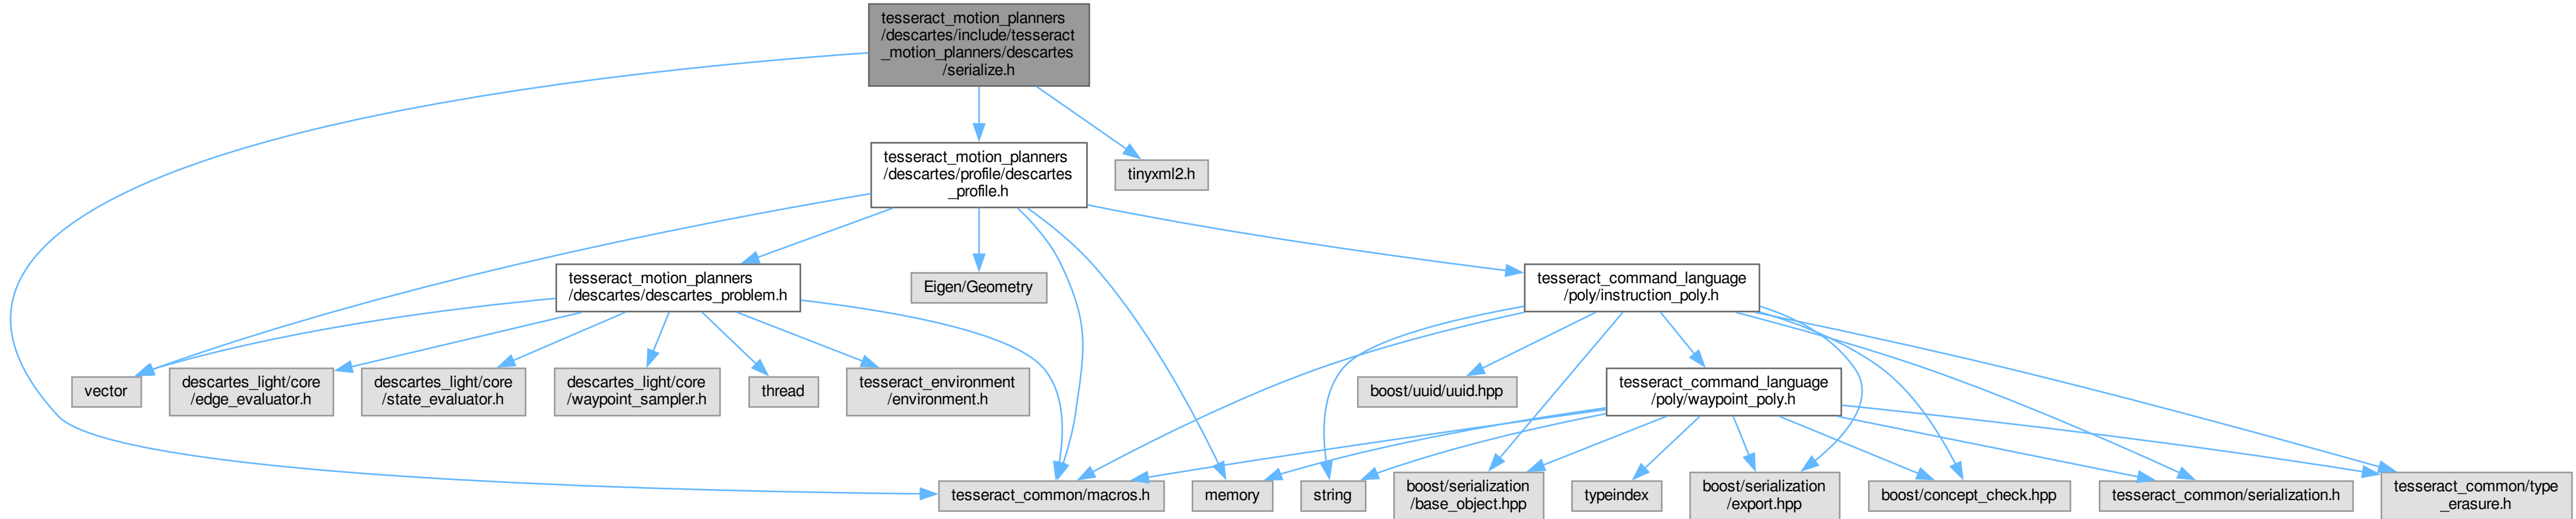 tesseract_motion_planners
/descartes/include/tesseract
_motion_planners/descartes
/serialize.h
tesseract_motion_planners
/descartes/profile/descartes
_profile.h
tinyxml2.h
tesseract_motion_planners
/descartes/descartes_problem.h
Eigen/Geometry
tesseract_command_language
/poly/instruction_poly.h
vector
descartes_light/core
/edge_evaluator.h
descartes_light/core
/state_evaluator.h
descartes_light/core
/waypoint_sampler.h
thread
tesseract_environment
/environment.h
boost/uuid/uuid.hpp
tesseract_command_language
/poly/waypoint_poly.h
tesseract_common/macros.h
memory
string
boost/serialization
/base_object.hpp
typeindex
boost/serialization
/export.hpp
boost/concept_check.hpp
tesseract_common/serialization.h
tesseract_common/type
_erasure.h